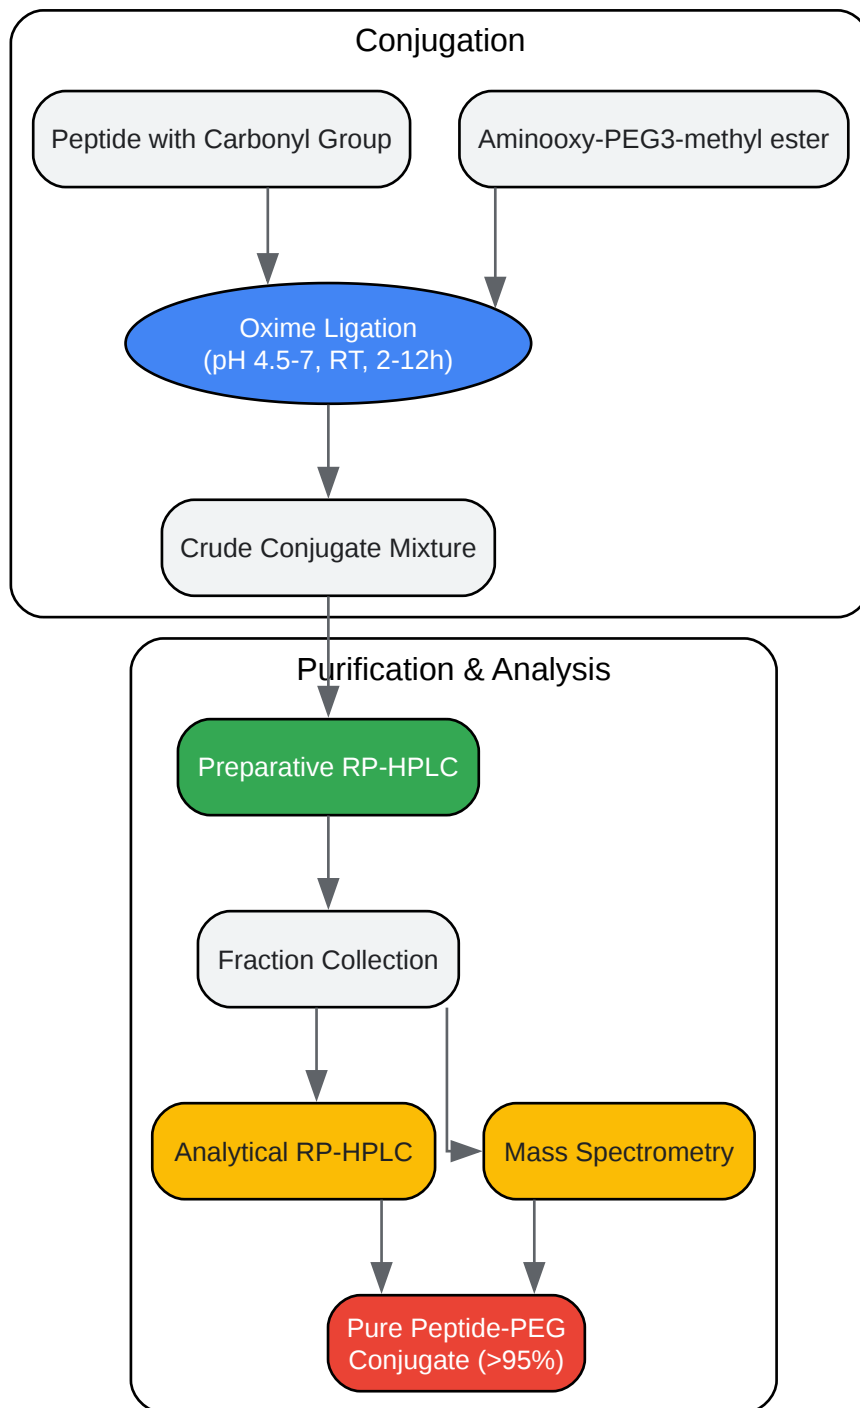 Conjugation
Peptide with Carbonyl Group
Aminooxy-PEG3-methyl ester
Oxime Ligation
(pH 4.5-7, RT, 2-12h)
Crude Conjugate Mixture
Purification & Analysis
Preparative RP-HPLC
Fraction Collection
Analytical RP-HPLC
Mass Spectrometry
Pure Peptide-PEG
Conjugate (>95%)